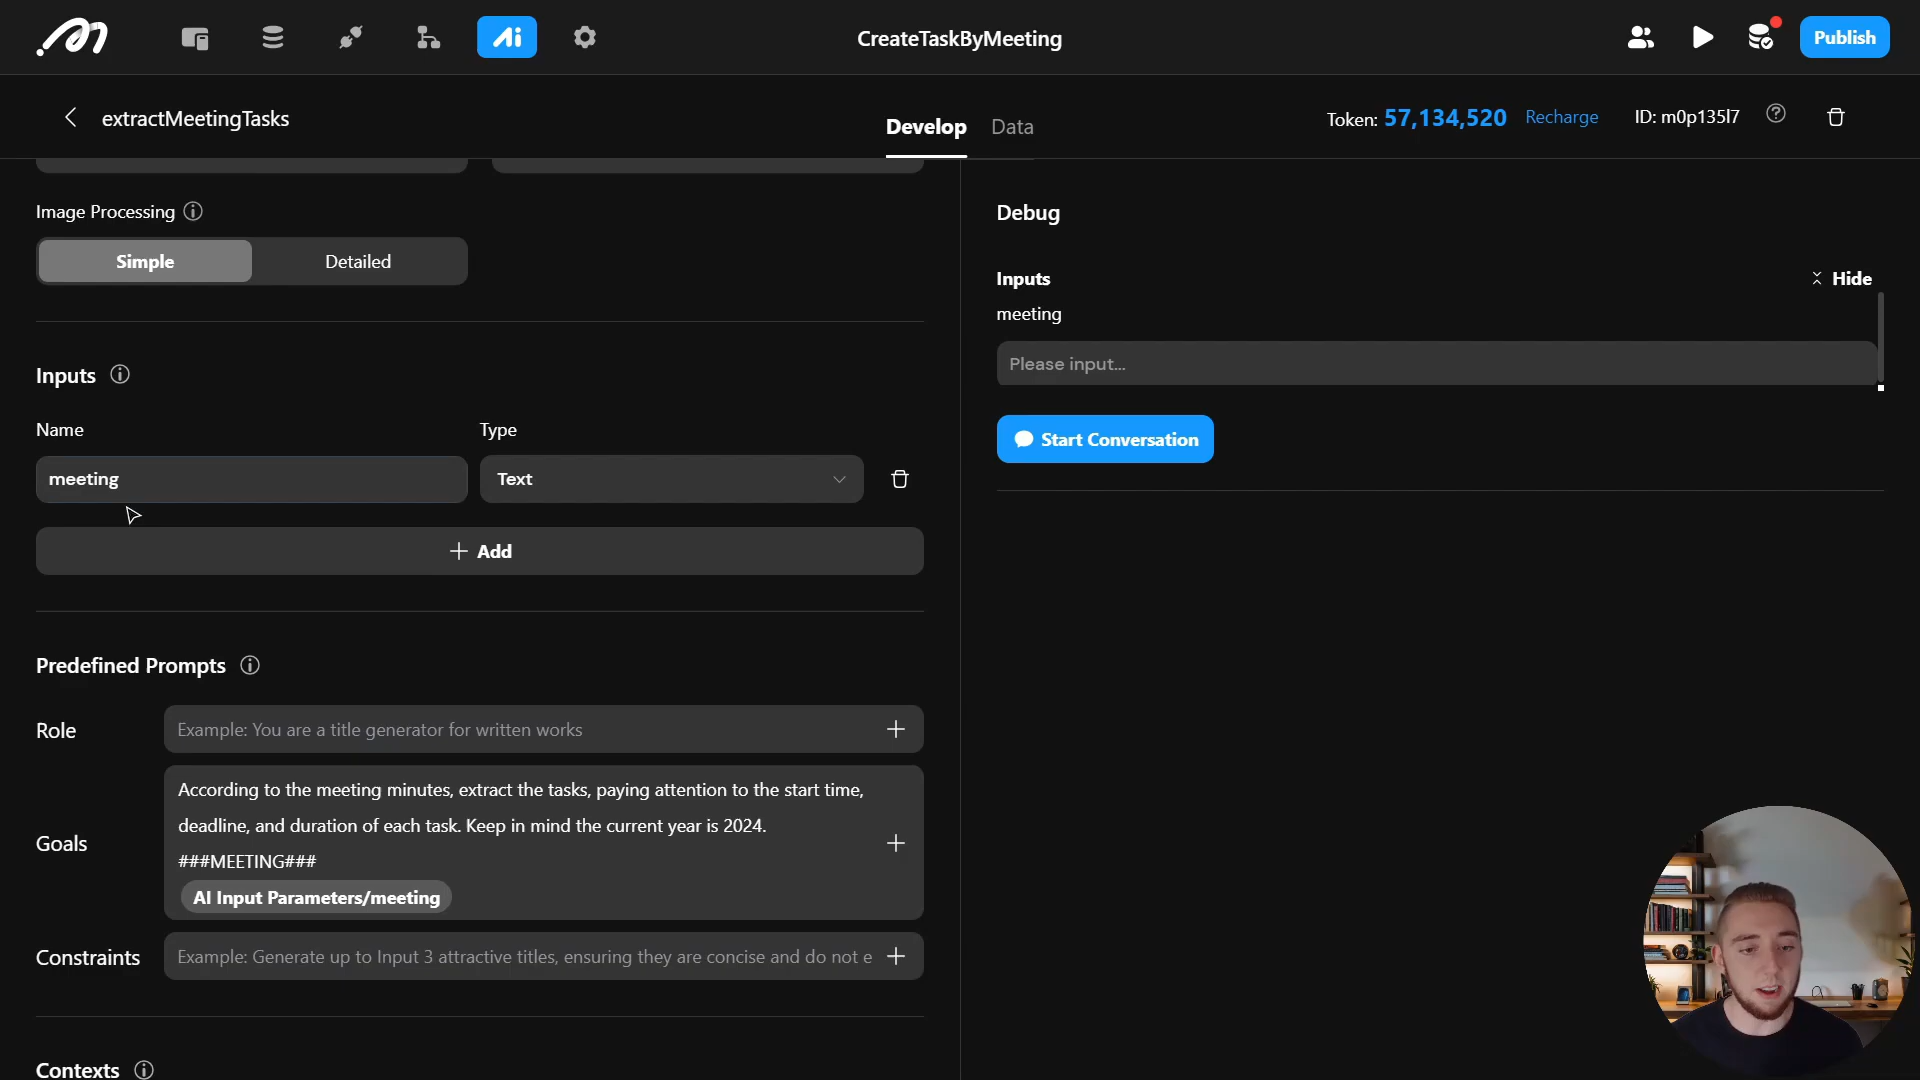 CreateTaskByMeeting
Publish
extractMeetingTasks
Develop
Data
Token: 57,134,520
Recharge
ID: m0p135l7
Image Processing
Simple
Detailed
Inputs
Name
Type
meeting
Text
Add
Predefined Prompts
Role
Example: You are a title generator for written works
Goals
According to the meeting minutes, extract the tasks, paying attention to the start time,
deadline, and duration of each task. Keep in mind the current year is 2024.
###MEETING###
AI Input Parameters/meeting
Constraints
Example: Generate up to Input 3 attractive titles, ensuring they are concise and do not e
Contexts
Debug
Inputs
Hide
meeting
Please input...
Start Conversation